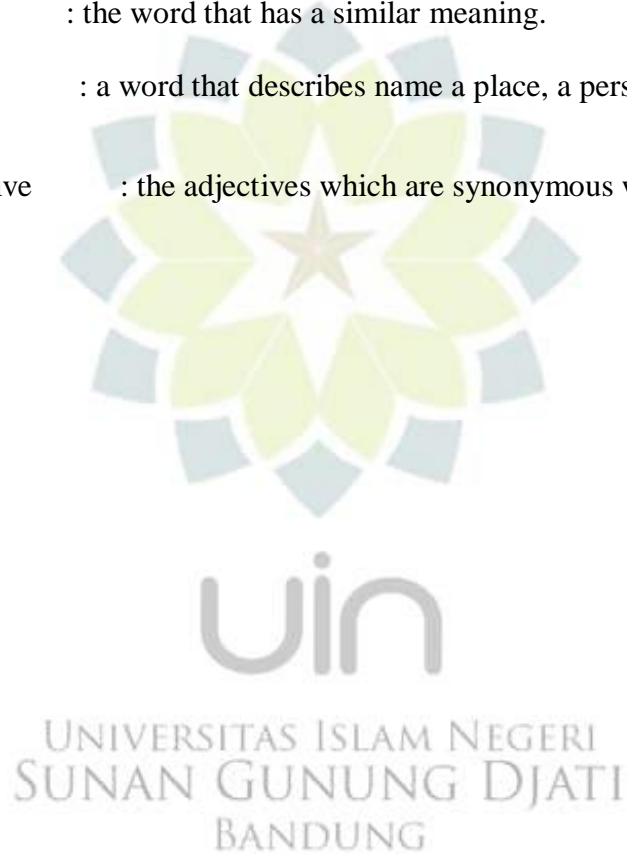 : the word that has a similar meaning.
: a word that describes name a place, a pers
ive : the adjectives which are synonymous w
uin
UNIVERSITAS ISLAM NEGERI
SUNAN GUNUNG DJATI
BANDUNG